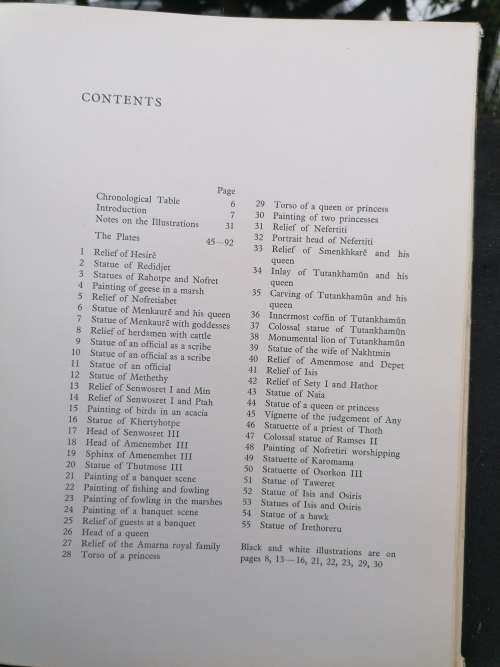 CONTENTS
Page
Chronological Table 6
Introduction 7
Notes on the Illustrations 31
The Plates 45—92
1 Relief of Hesirē
2 Statue of Redidjet
3 Statues of Rahotpe and Nofret
4 Painting of geese in a marsh
5 Relief of Nofretiabet
6 Statue of Menkaurē and his queen
7 Statue of Menkaurē with goddesses
8 Relief of herdsmen with cattle
9 Statue of an official as a scribe
10 Statue of an official as a scribe
11 Statue of an official
12 Statue of Methethy
13 Relief of Senwosret I and Min
14 Relief of Senwosret I and Ptah
15 Painting of birds in an acacia
16 Statue of Khertyhotpe
17 Head of Senwosret III
18 Head of Amenemhet III
19 Sphinx of Amenemhet III
20 Statue of Thutmose III
21 Painting of a banquet scene
22 Painting of fishing and fowling
23 Painting of fowling in the marshes
24 Painting of a banquet scene
25 Relief of guests at a banquet
26 Head of a queen
27 Relief of the Amarna royal family
28 Torso of a princess
29 Torso of a queen or princess
30 Painting of two princesses
31 Relief of Nefertiti
32 Portrait head of Nefertiti
33 Relief of Smenkhkarē and his
queen
34 Inlay of Tutankhamūn and his
queen
35 Carving of Tutankhamūn and his
queen
36 Innermost coffin of Tutankhamūn
37 Colossal statue of Tutankhamūn
38 Monumental lion of Tutankhamūn
39 Statue of the wife of Nakhtmin
40 Relief of Amenmose and Depet
41 Relief of Isis
42 Relief of Sety I and Hathor
43 Statue of Naia
44 Statue of a queen or princess
45 Vignette of the judgement of Any
46 Statuette of a priest of Thoth
47 Colossal statue of Ramses II
48 Painting of Nofretiri worshipping
49 Statuette of Karomama
50 Statuette of Osorkon III
51 Statue of Taweret
52 Statue of Isis and Osiris
53 Statues of Isis and Osiris
54 Statue of a hawk
55 Statue of Irethoreru
Black and white illustrations are on
pages 8, 13—16, 21, 22, 23, 29, 30